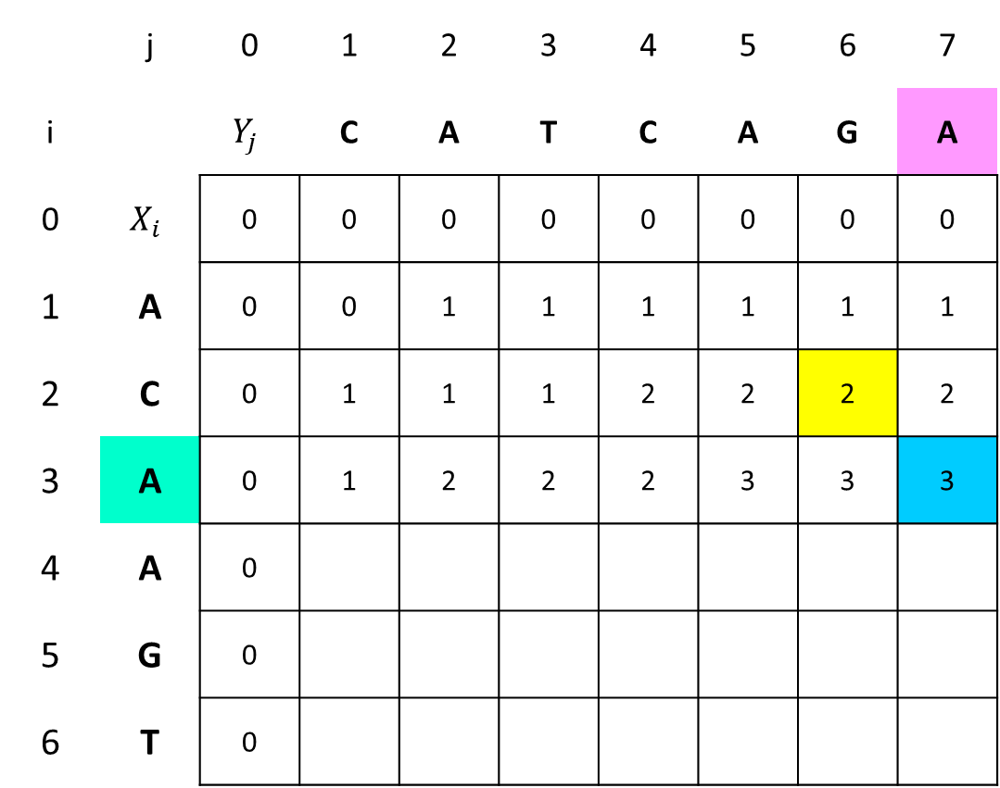 j 0 1 2 3 4 5 6 7
i Yj C A T C A G A
0 Xi 0 0 0 0 0 0 0 0
1 A 0 0 1 1 1 1 1 1
2 C 0 1 1 1 2 2 2 2
3 A 0 1 2 2 2 3 3 3
4 A 0
5 G 0
6 T 0